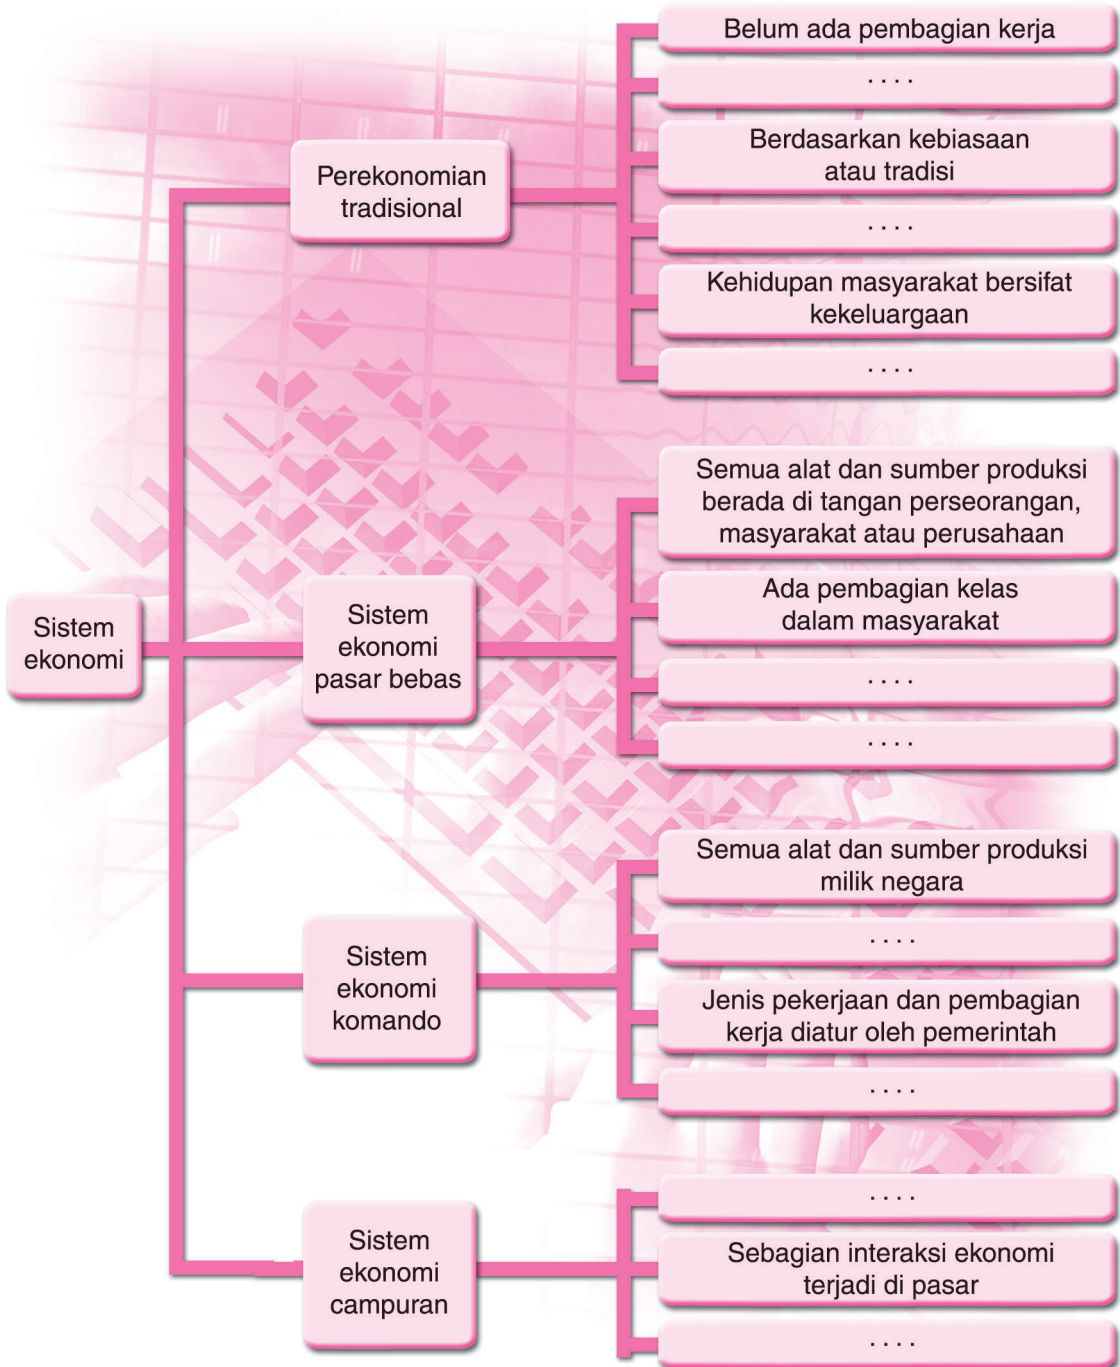 Sistem
ekonomi
Perekonomian
tradisional
Belum ada pembagian kerja
. . . .
Berdasarkan kebiasaan
atau tradisi
. . . .
Kehidupan masyarakat bersifat
kekeluargaan
. . . .
Sistem
ekonomi
pasar bebas
Semua alat dan sumber produksi
berada di tangan perseorangan,
masyarakat atau perusahaan
Ada pembagian kelas
dalam masyarakat
. . . .
. . . .
Sistem
ekonomi
komando
Semua alat dan sumber produksi
milik negara
. . . .
Jenis pekerjaan dan pembagian
kerja diatur oleh pemerintah
. . . .
Sistem
ekonomi
campuran
. . . .
Sebagian interaksi ekonomi
terjadi di pasar
. . . .